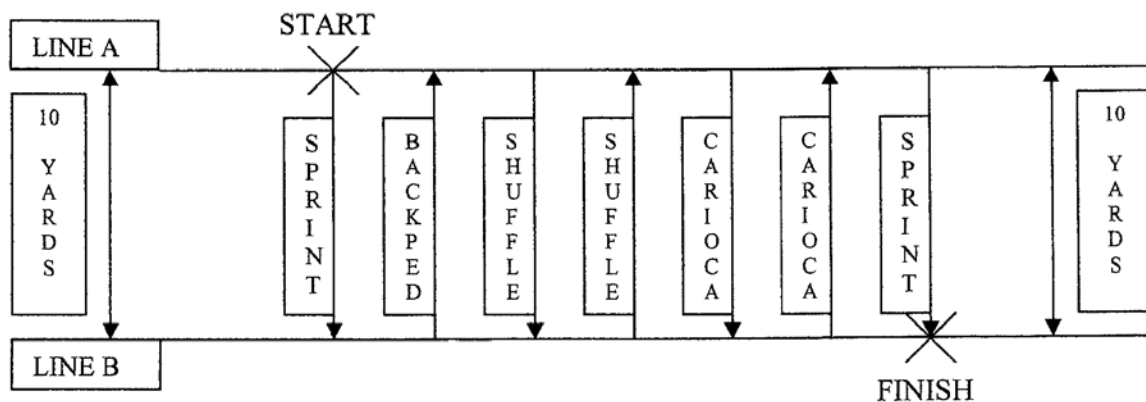 START
LINE A
10 YARDS
SPRINT
BACKPED
SHUFFLE
SHUFFLE
CARIOCA
CARIOCA
SPRINT
10 YARDS
LINE B
FINISH